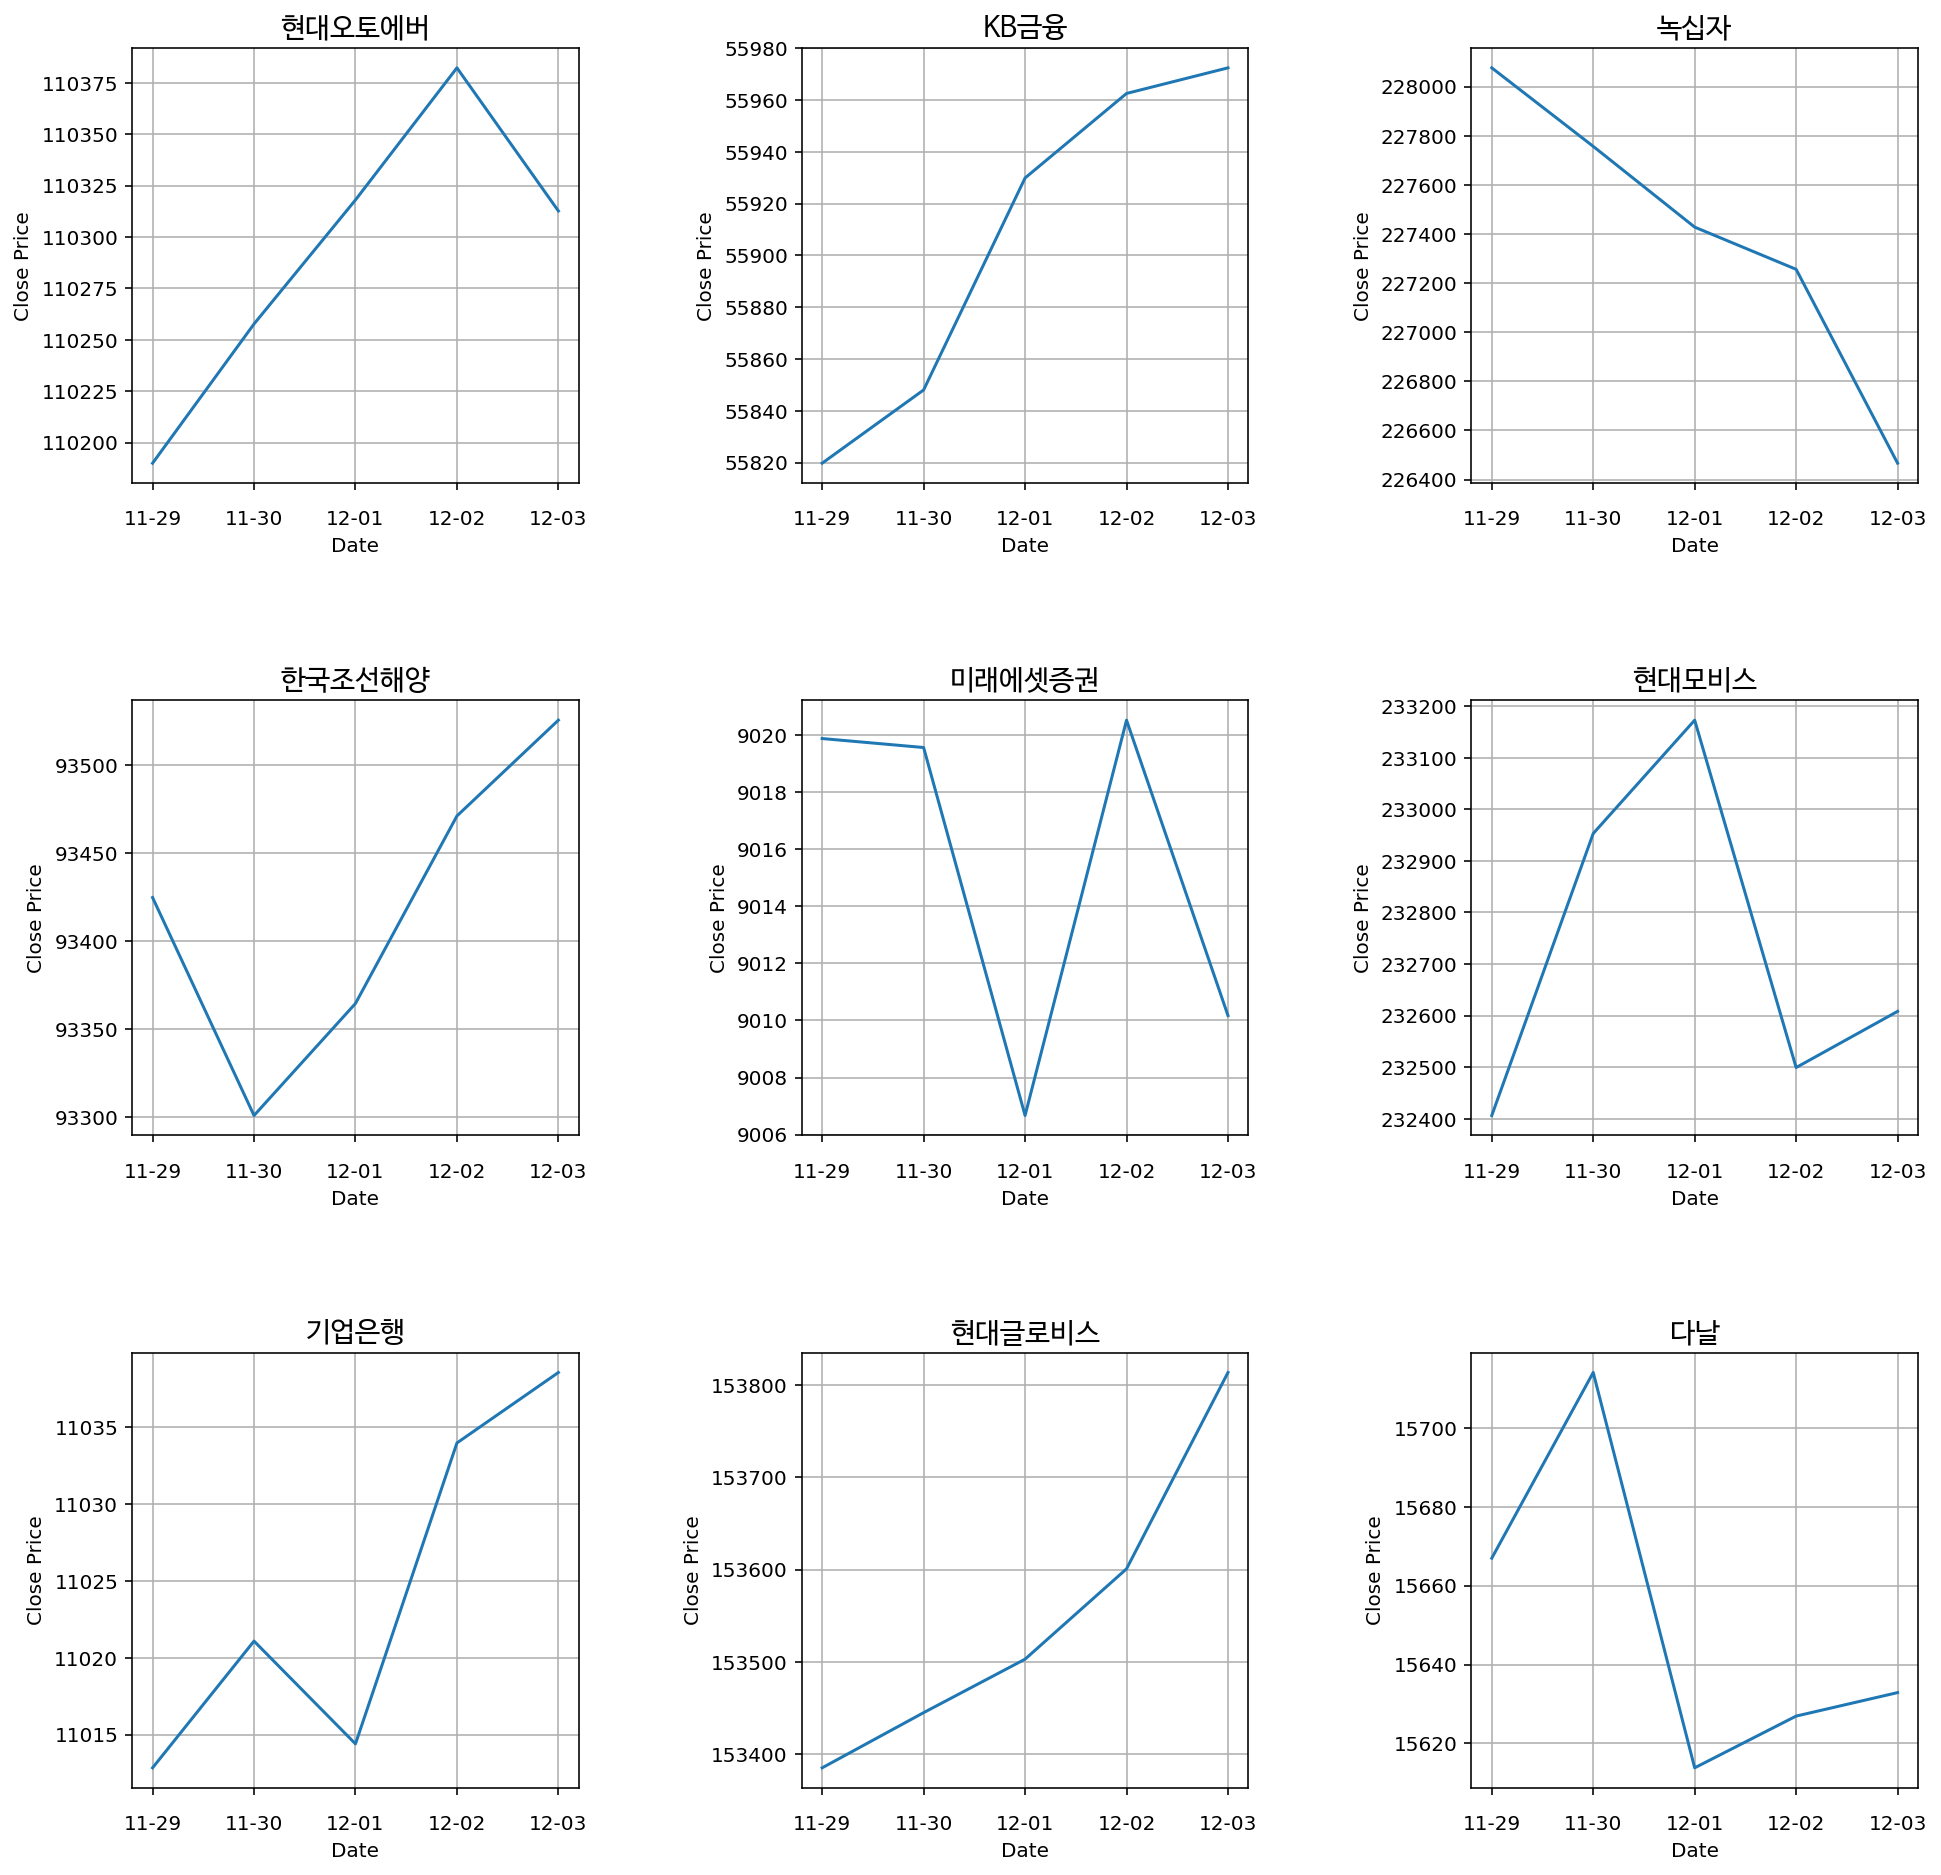 현대오토에버
110375
110350
110325
110300
110275
110250
110225
110200
Close Price
11-29 11-30 12-01 12-02 12-03
Date
KB금융
55980
55960
55940
55920
55900
55880
55860
55840
55820
Close Price
11-29 11-30 12-01 12-02 12-03
Date
녹십자
228000
227800
227600
227400
227200
227000
226800
226600
226400
Close Price
11-29 11-30 12-01 12-02 12-03
Date
한국조선해양
93500
93450
93400
93350
93300
Close Price
11-29 11-30 12-01 12-02 12-03
Date
미래에셋증권
9020
9018
9016
9014
9012
9010
9008
9006
Close Price
11-29 11-30 12-01 12-02 12-03
Date
현대모비스
233200
233100
233000
232900
232800
232700
232600
232500
232400
Close Price
11-29 11-30 12-01 12-02 12-03
Date
기업은행
11035
11030
11025
11020
11015
Close Price
11-29 11-30 12-01 12-02 12-03
Date
현대글로비스
153800
153700
153600
153500
153400
Close Price
11-29 11-30 12-01 12-02 12-03
Date
다날
15700
15680
15660
15640
15620
Close Price
11-29 11-30 12-01 12-02 12-03
Date